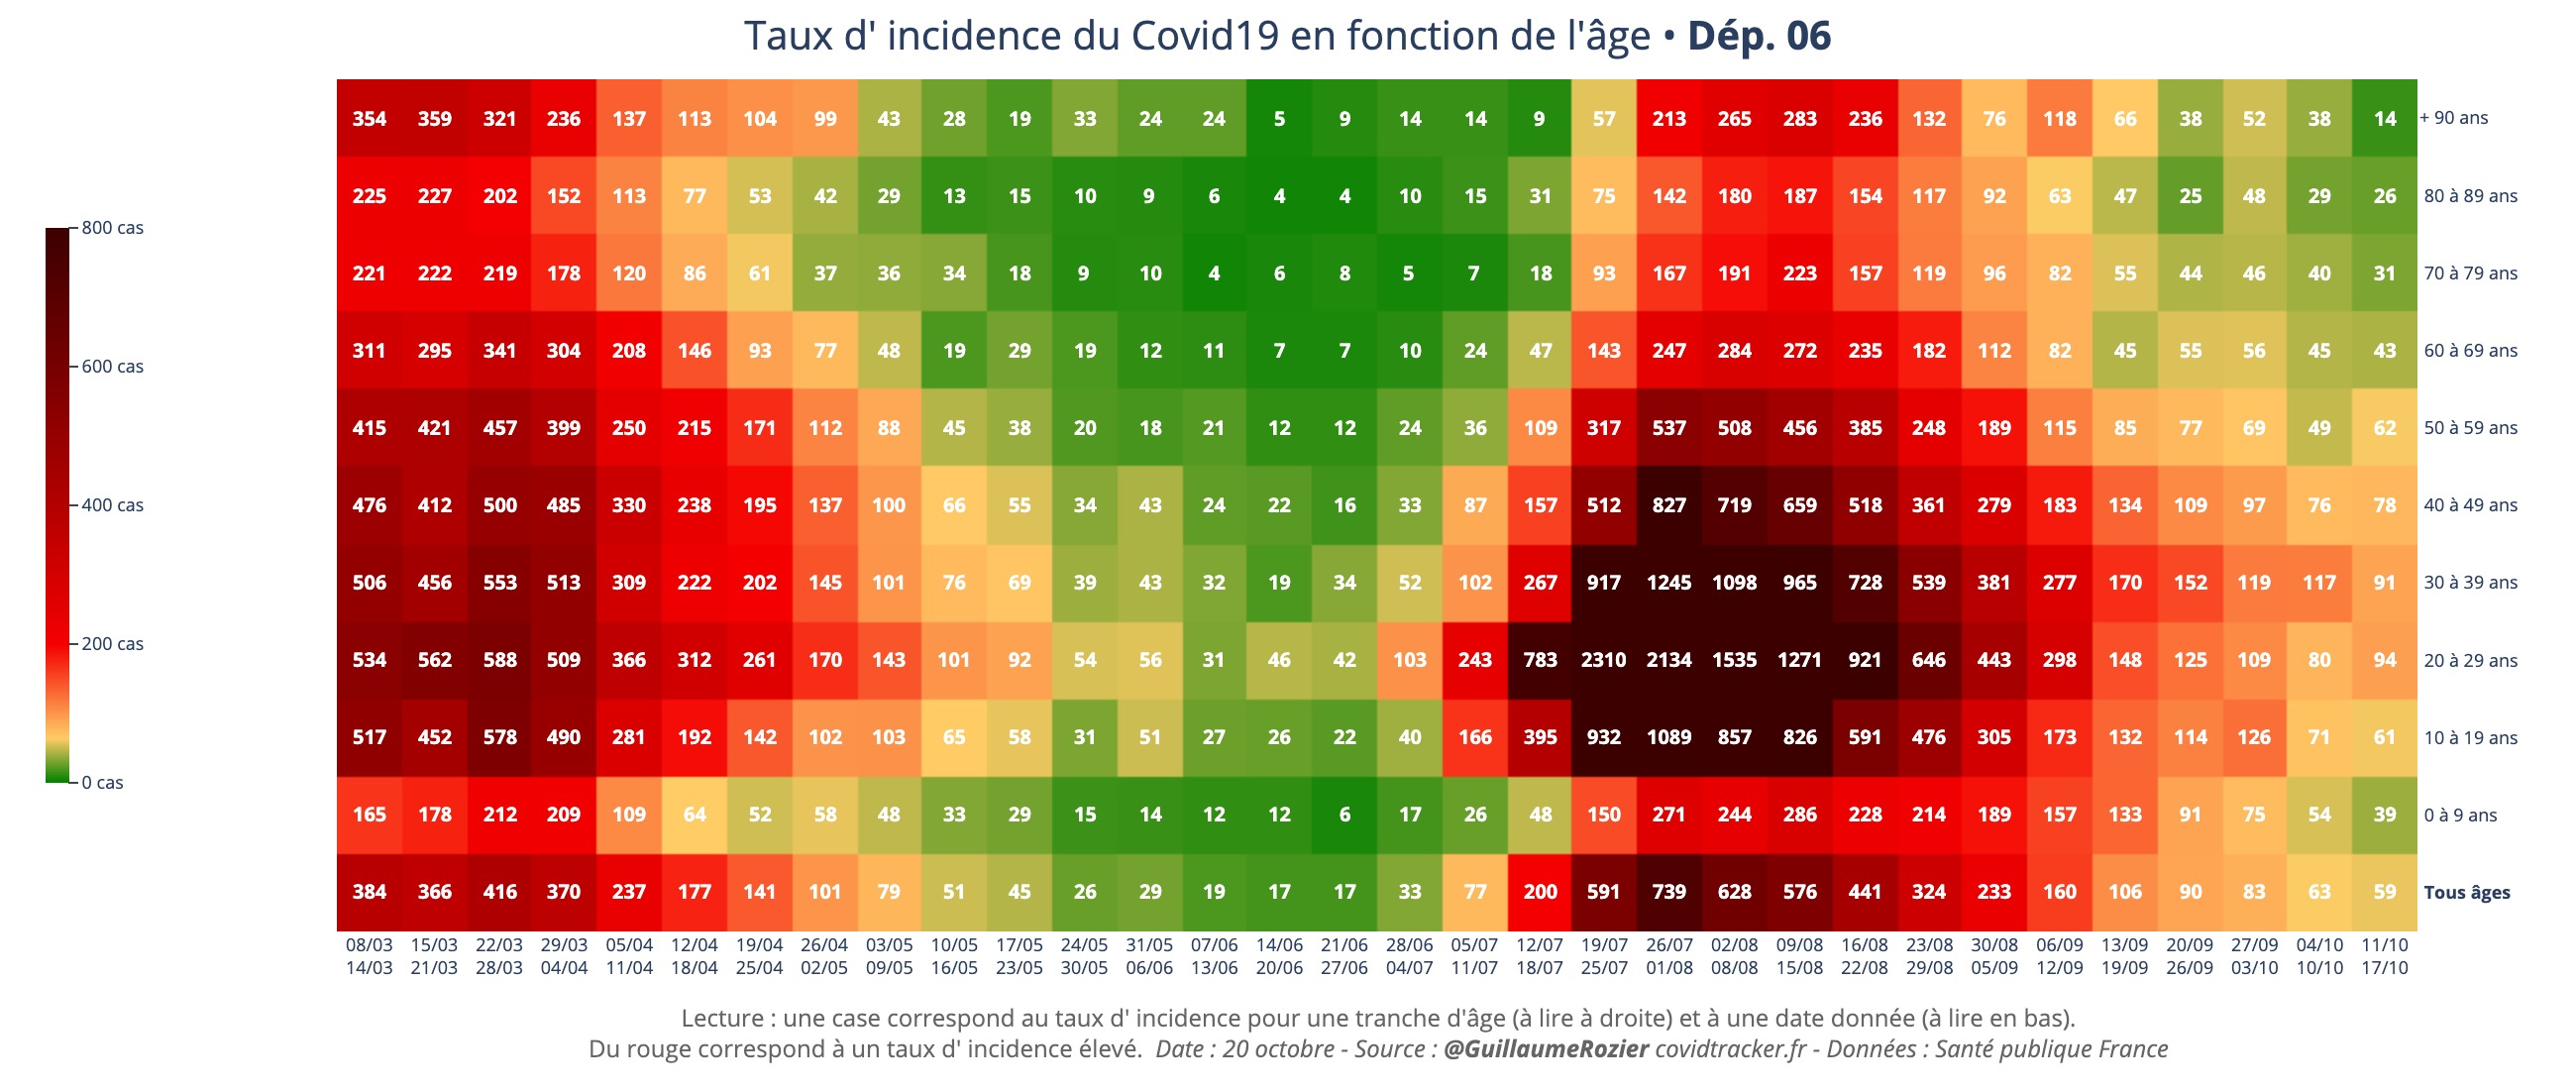 Taux d' incidence du Covid19 en fonction de l'âge • Dép. 06
800 cas
600 cas
400 cas
200 cas
0 cas
354 359 321 236 137 113 104 99 43 28 19 33 24 24 5 9 14 14 9 57 213 265 283 236 132 76 118 66 38 52 38 14 + 90 ans
225 227 202 152 113 77 53 42 29 13 15 10 9 6 4 4 10 15 31 75 142 180 187 154 117 92 63 47 25 48 29 26 80 à 89 ans
221 222 219 178 120 86 61 37 36 34 18 9 10 4 6 8 5 7 18 93 167 191 223 157 119 96 82 55 44 46 40 31 70 à 79 ans
311 295 341 304 208 146 93 77 48 19 29 19 12 11 7 7 10 24 47 143 247 284 272 235 182 112 82 45 55 56 45 43 60 à 69 ans
415 421 457 399 250 215 171 112 88 45 38 20 18 21 12 12 24 36 109 317 537 508 456 385 248 189 115 85 77 69 49 62 50 à 59 ans
476 412 500 485 330 238 195 137 100 66 55 34 43 24 22 16 33 87 157 512 827 719 659 518 361 279 183 134 109 97 76 78 40 à 49 ans
506 456 553 513 309 222 202 145 101 76 69 39 43 32 19 34 52 102 267 917 1245 1098 965 728 539 381 277 170 152 119 117 91 30 à 39 ans
534 562 588 509 366 312 261 170 143 101 92 54 56 31 46 42 103 243 783 2310 2134 1535 1271 921 646 443 298 148 125 109 80 94 20 à 29 ans
517 452 578 490 281 192 142 102 103 65 58 31 51 27 26 22 40 166 395 932 1089 857 826 591 476 305 173 132 114 126 71 61 10 à 19 ans
165 178 212 209 109 64 52 58 48 33 29 15 14 12 12 6 17 26 48 150 271 244 286 228 214 189 157 133 91 75 54 39 0 à 9 ans
384 366 416 370 237 177 141 101 79 51 45 26 29 19 17 17 33 77 200 591 739 628 576 441 324 233 160 106 90 83 63 59 Tous âges
08/03 15/03 22/03 29/03 05/04 12/04 19/04 26/04 03/05 10/05 17/05 24/05 31/05 07/06 14/06 21/06 28/06 05/07 12/07 19/07 26/07 02/08 09/08 16/08 23/08 30/08 06/09 13/09 20/09 27/09 04/10 11/10
14/03 21/03 28/03 04/04 11/04 18/04 25/04 02/05 09/05 16/05 23/05 30/05 06/06 13/06 20/06 27/06 04/07 11/07 18/07 25/07 01/08 08/08 15/08 22/08 29/08 05/09 12/09 19/09 26/09 03/10 10/10 17/10
Lecture : une case correspond au taux d' incidence pour une tranche d'âge (à lire à droite) et à une date donnée (à lire en bas).
Du rouge correspond à un taux d' incidence élevé. Date : 20 octobre - Source : @GuillaumeRozier covidtracker.fr - Données : Santé publique France